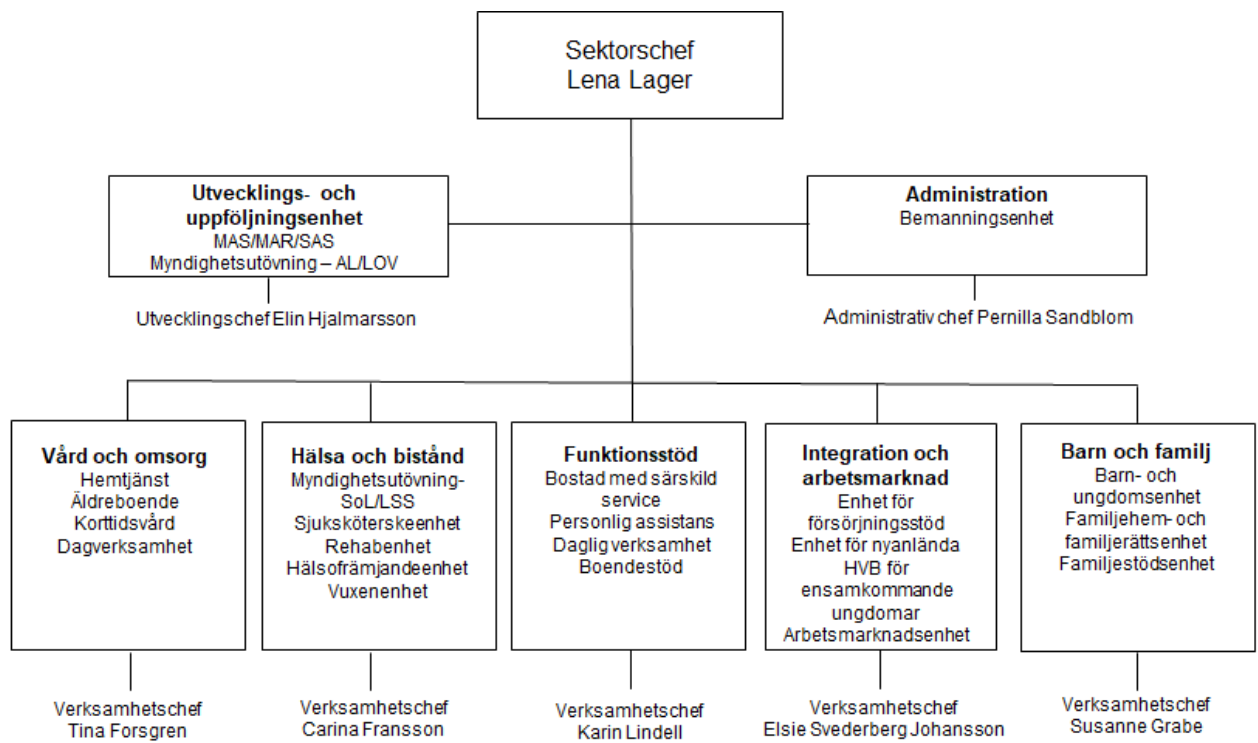 Sektorschef
Lena Lager
Utvecklings- och
uppföljningsenhet
MAS/MAR/SAS
Myndighetsutövning – AL/LOV
Utvecklingschef Elin Hjalmarsson
Administration
Bemanningsenhet
Administrativ chef Pernilla Sandblom
Vård och omsorg
Hemtjänst
Äldreboende
Korttidsvård
Dagverksamhet
Verksamhetschef
Tina Forsgren
Hälsa och bistånd
Myndighetsutövning-
SoL/LSS
Sjuksköterskeenhet
Rehabenhet
Hälsofrämjandeenhet
Vuxenenhet
Verksamhetschef
Carina Fransson
Funktionsstöd
Bostad med särskild
service
Personlig assistans
Daglig verksamhet
Boendestöd
Verksamhetschef
Karin Lindell
Integration och
arbetsmarknad
Enhet för
försörjningsstöd
Enhet för nyanlända
HVB för
ensamkommande
ungdomar
Arbetsmarknadsenhet
Verksamhetschef
Elsie Svederberg Johansson
Barn och familj
Barn- och
ungdomsenhet
Familjehem- och
familjerättsenhet
Familjestödsenhet
Verksamhetschef
Susanne Grabe